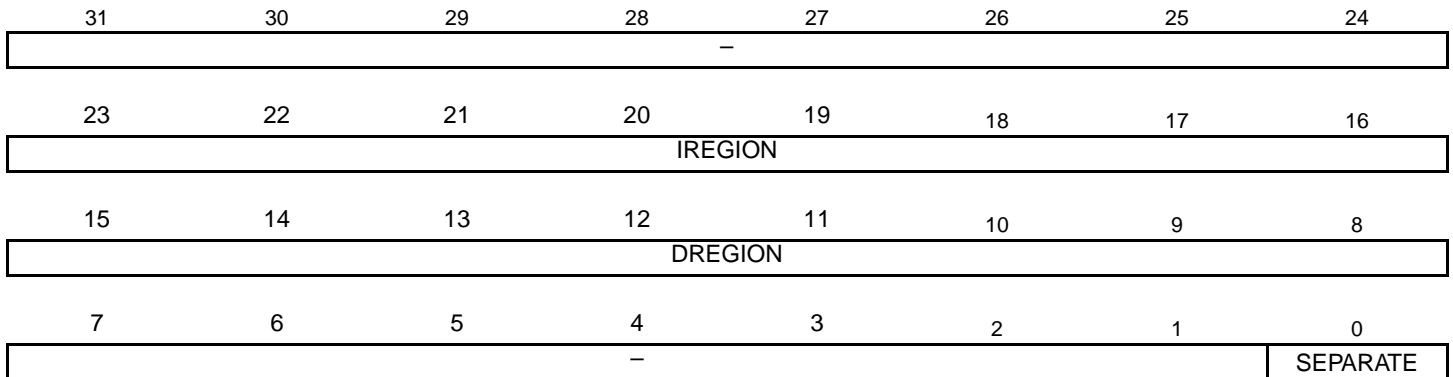 31 30 29 28 27 26 25 24
–
23 22 21 20 19 18 17 16
IREGION
15 14 13 12 11 10 9 8
DREGION
7 6 5 4 3 2 1 0
– SEPARATE